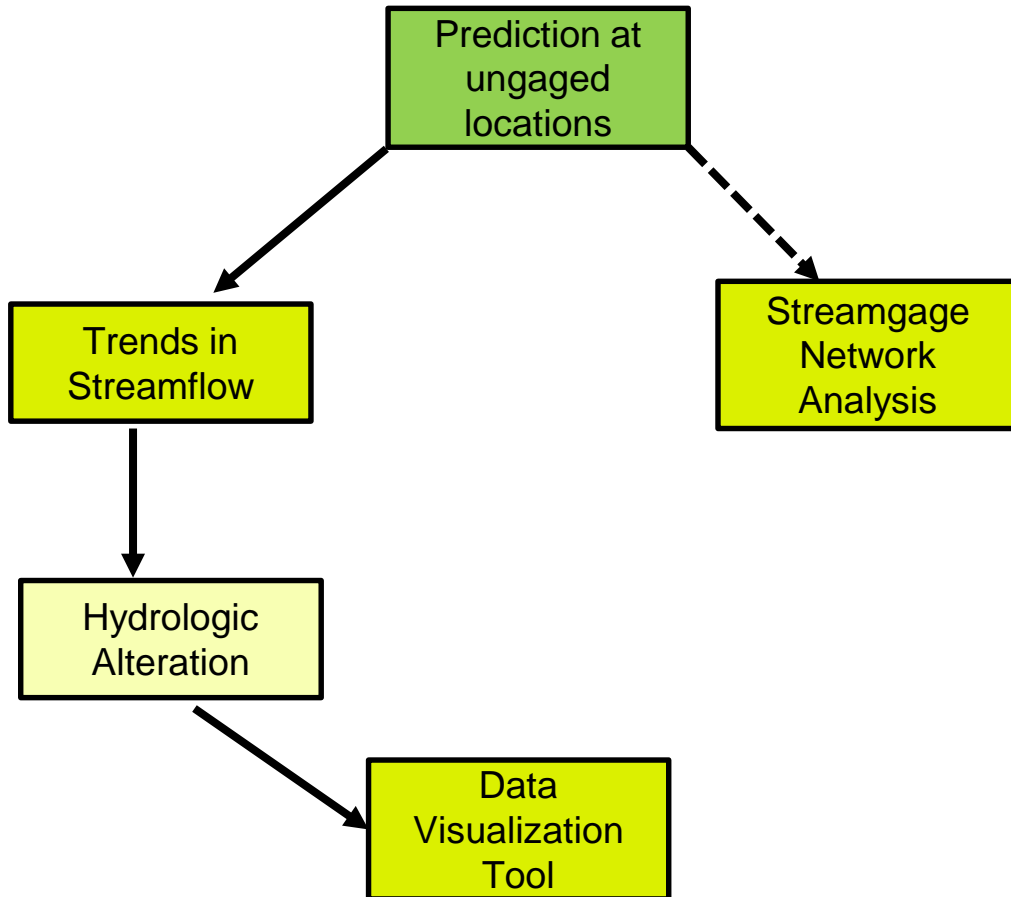 Prediction at
ungaged
locations
Trends in
Streamflow
Streamgage
Network
Analysis
Hydrologic
Alteration
Data
Visualization
Tool